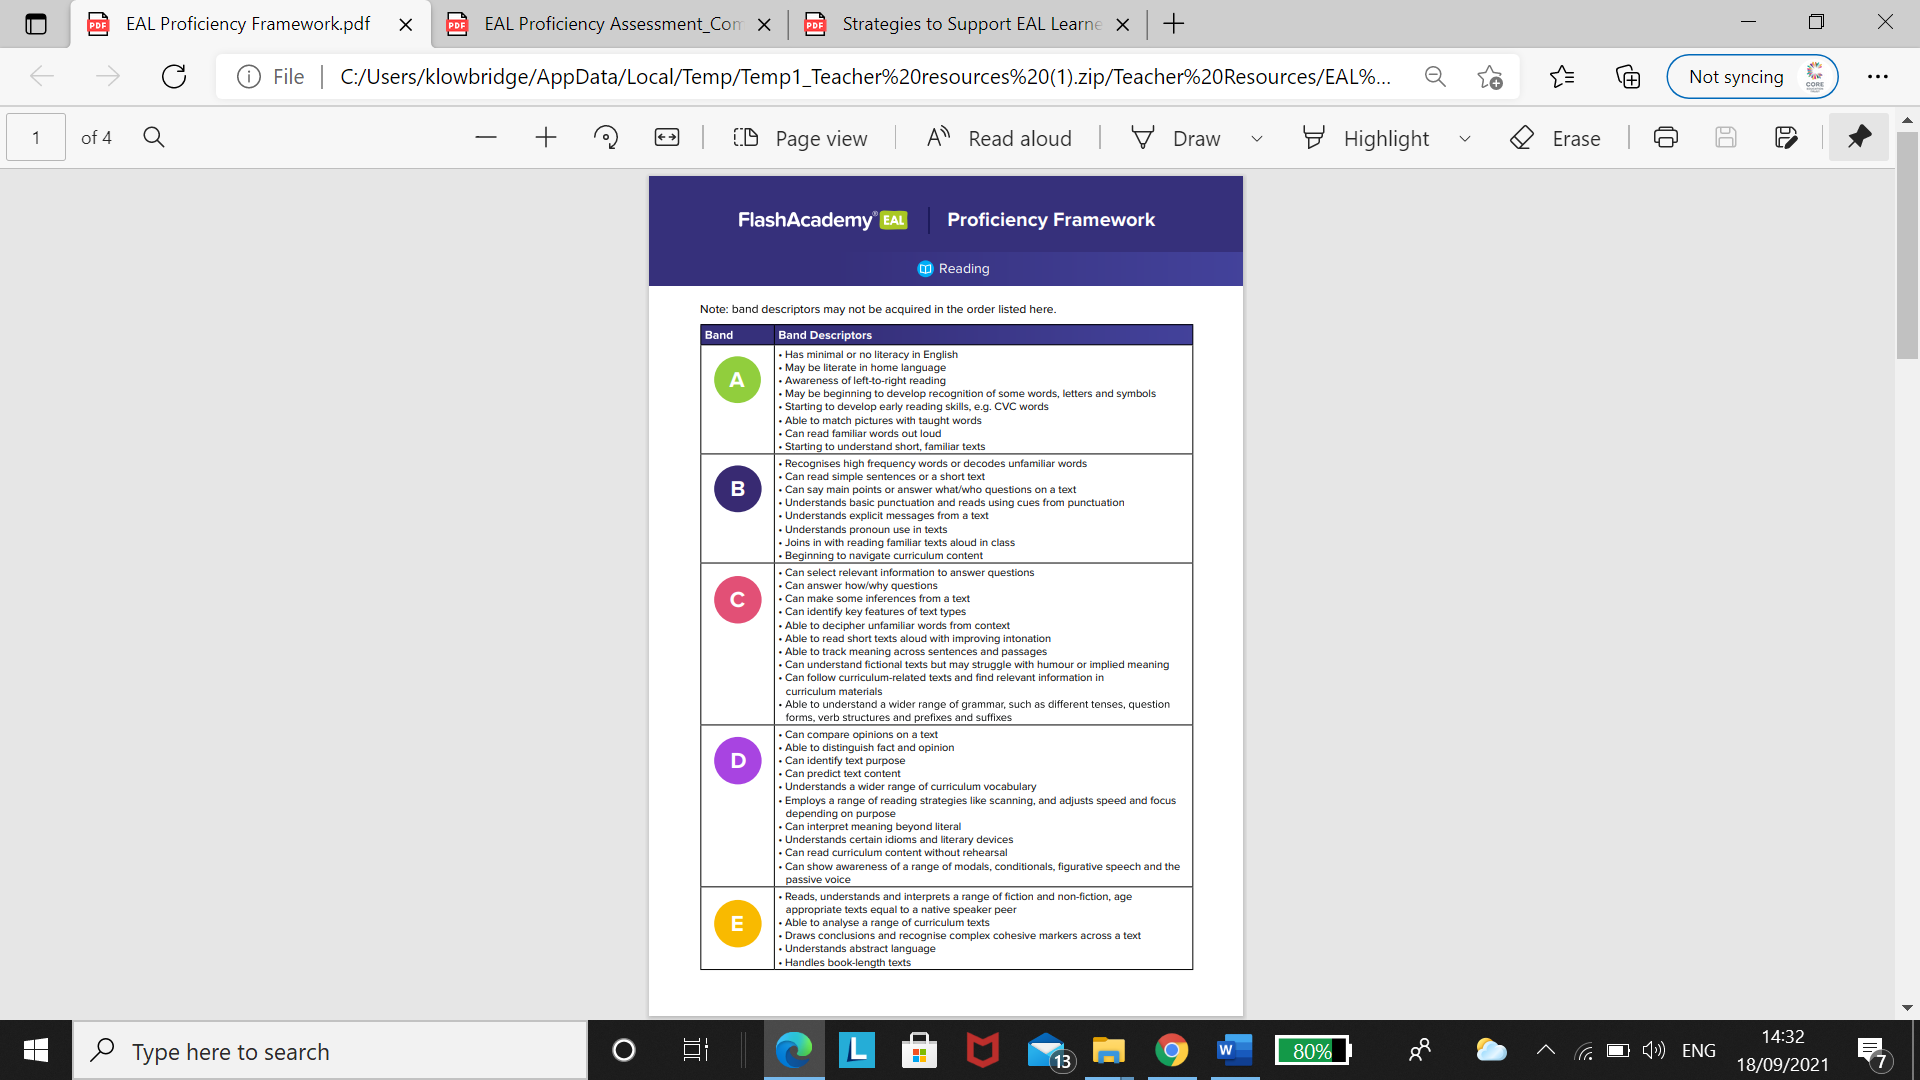 EAL Proficiency Framework.pdf
EAL Proficiency Assessment_Con
Strategies to Support EAL Learne
File
C:/Users/klowbridge/AppData/Local/Temp/Temp1_Teacher%20resources%20(1).zip/Teacher%20Resources/EAL%...
Not syncing
CORE
1 of 4
Page view
Read aloud
Draw
Highlight
Erase
FlashAcademy® EAL
Proficiency Framework
Reading
Note: band descriptors may not be acquired in the order listed here.
Band Band Descriptors
A
• Has minimal or no literacy in English
• May be literate in home language
• Awareness of left-to-right reading
• May be beginning to develop recognition of some words, letters and symbols
• Starting to develop early reading skills, e.g. CVC words
• Able to match pictures with taught words
• Can read familiar words out loud
• Starting to understand short, familiar texts
B
• Recognises high frequency words or decodes unfamiliar words
• Can read simple sentences or a short text
• Can say main points or answer what/who questions on a text
• Understands basic punctuation and reads using cues from punctuation
• Understands explicit messages from a text
• Understands pronoun use in texts
• Joins in with reading familiar texts aloud in class
• Beginning to navigate curriculum content
C
• Can select relevant information to answer questions
• Can answer how/why questions
• Can make some inferences from a text
• Can identify key features of text types
• Able to decipher unfamiliar words from context
• Able to read short texts aloud with improving intonation
• Able to track meaning across sentences and passages
• Can understand fictional texts but may struggle with humour or implied meaning
• Can follow curriculum-related texts and find relevant information in
curriculum materials
• Able to understand a wider range of grammar, such as different tenses, question
forms, verb structures and prefixes and suffixes
D
• Can compare opinions on a text
• Able to distinguish fact and opinion
• Can identify text purpose
• Can predict text content
• Understands a wider range of curriculum vocabulary
• Employs a range of reading strategies like scanning, and adjusts speed and focus
depending on purpose
• Can interpret meaning beyond literal
• Understands certain idioms and literary devices
• Can read curriculum content without rehearsal
• Can show awareness of a range of modals, conditionals, figurative speech and the
passive voice
E
• Reads, understands and interprets a range of fiction and non-fiction, age
appropriate texts equal to a native speaker peer
• Able to analyse a range of curriculum texts
• Draws conclusions and recognise complex cohesive markers across a text
• Understands abstract language
• Handles book-length texts
Type here to search
13
80%
ENG
14:32
18/09/2021
7